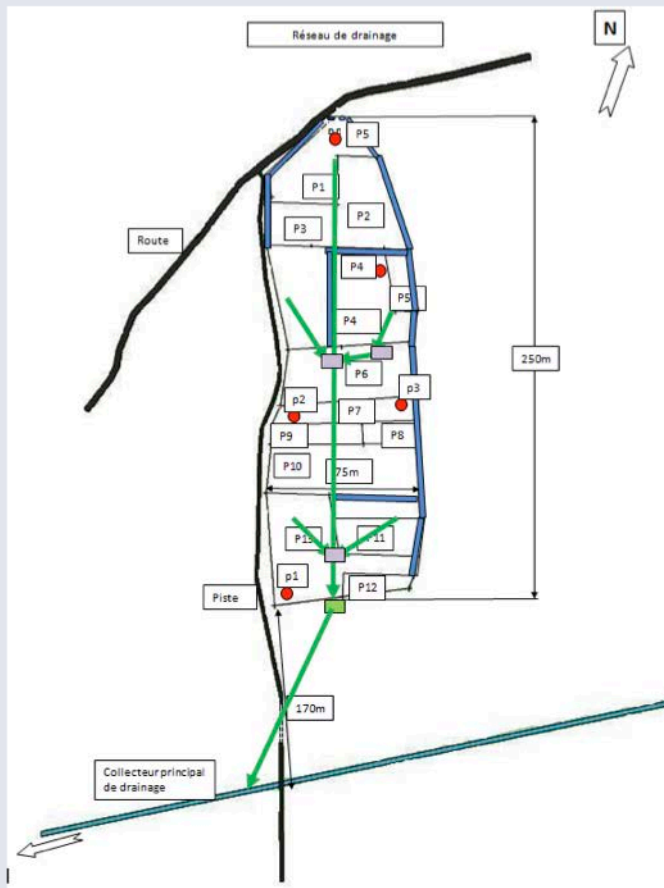 Réseau de drainage
N
P5
P1
P2
P3
Route
P4
P5
P4
250m
P6
p2
p3
P7
P9
P8
P10
75m
P11
p1
P12
Piste
170m
Collecteur principal
de drainage